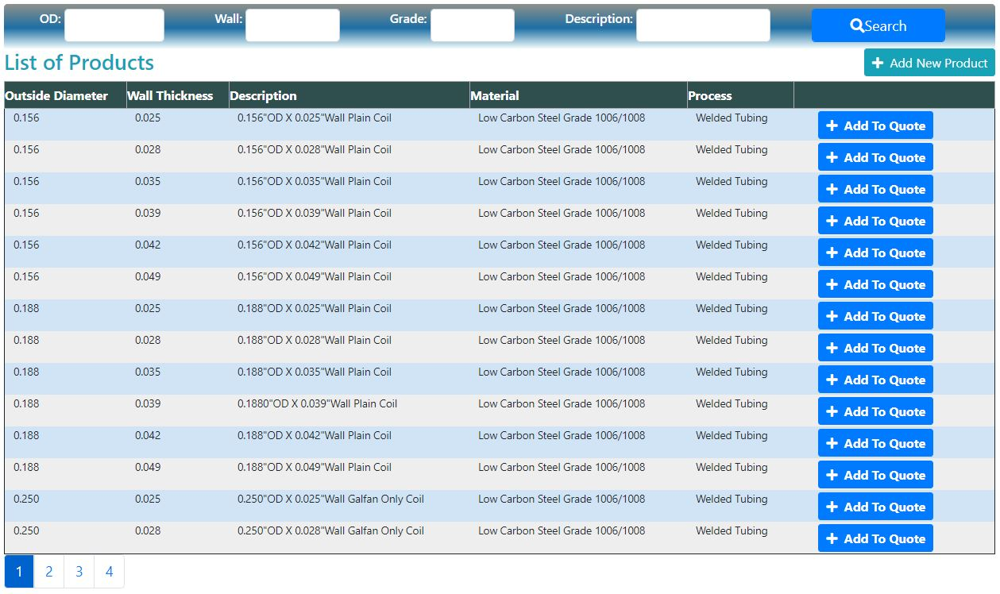 OD: Wall: Grade: Description: Search
List of Products + Add New Product
Outside Diameter Wall Thickness Description Material Process
0.156 0.025 0.156"OD X 0.025"Wall Plain Coil Low Carbon Steel Grade 1006/1008 Welded Tubing + Add To Quote
0.156 0.028 0.156"OD X 0.028"Wall Plain Coil Low Carbon Steel Grade 1006/1008 Welded Tubing + Add To Quote
0.156 0.035 0.156"OD X 0.035"Wall Plain Coil Low Carbon Steel Grade 1006/1008 Welded Tubing + Add To Quote
0.156 0.039 0.156"OD X 0.039"Wall Plain Coil Low Carbon Steel Grade 1006/1008 Welded Tubing + Add To Quote
0.156 0.042 0.156"OD X 0.042"Wall Plain Coil Low Carbon Steel Grade 1006/1008 Welded Tubing + Add To Quote
0.156 0.049 0.156"OD X 0.049"Wall Plain Coil Low Carbon Steel Grade 1006/1008 Welded Tubing + Add To Quote
0.188 0.025 0.188"OD X 0.025"Wall Plain Coil Low Carbon Steel Grade 1006/1008 Welded Tubing + Add To Quote
0.188 0.028 0.188"OD X 0.028"Wall Plain Coil Low Carbon Steel Grade 1006/1008 Welded Tubing + Add To Quote
0.188 0.035 0.188"OD X 0.035"Wall Plain Coil Low Carbon Steel Grade 1006/1008 Welded Tubing + Add To Quote
0.188 0.039 0.1880"OD X 0.039"Wall Plain Coil Low Carbon Steel Grade 1006/1008 Welded Tubing + Add To Quote
0.188 0.042 0.188"OD X 0.042"Wall Plain Coil Low Carbon Steel Grade 1006/1008 Welded Tubing + Add To Quote
0.188 0.049 0.188"OD X 0.049"Wall Plain Coil Low Carbon Steel Grade 1006/1008 Welded Tubing + Add To Quote
0.250 0.025 0.250"OD X 0.025"Wall Galfan Only Coil Low Carbon Steel Grade 1006/1008 Welded Tubing + Add To Quote
0.250 0.028 0.250"OD X 0.028"Wall Galfan Only Coil Low Carbon Steel Grade 1006/1008 Welded Tubing + Add To Quote
1 2 3 4